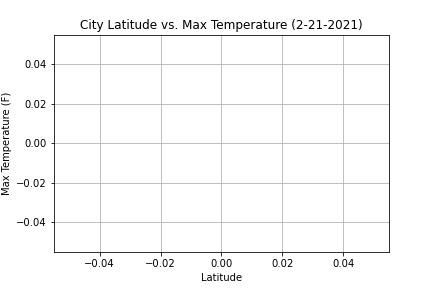 City Latitude vs. Max Temperature (2-21-2021)
Max Temperature (F)
0.04
0.02
0.00
−0.02
−0.04
−0.04 −0.02 0.00 0.02 0.04
Latitude